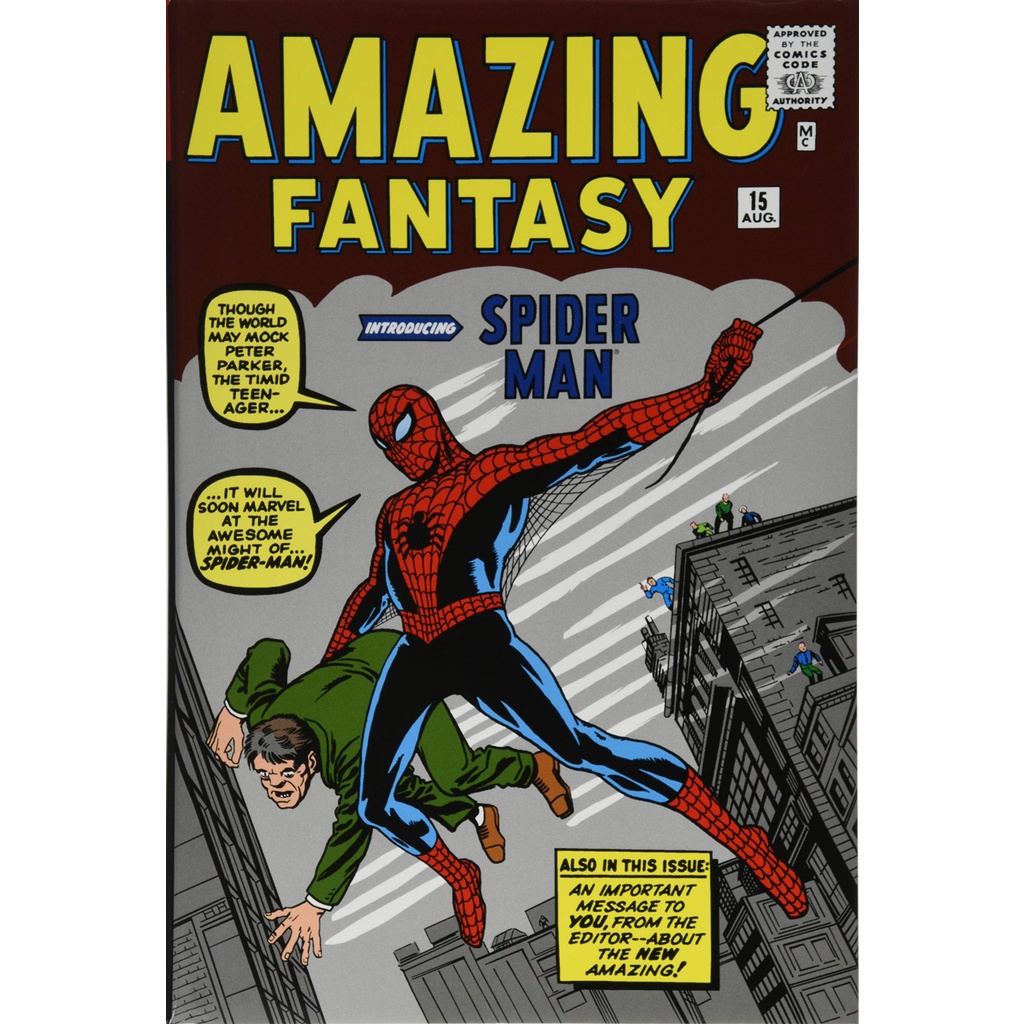 AMAZING
FANTASY
APPROVED
BY THE
COMICS
CODE
CA
AUTHORITY
M
C
15
AUG.
INTRODUCING
SPIDER
MAN®
THOUGH
THE WORLD
MAY MOCK
PETER
PARKER,
THE TIMID
TEEN-
AGER...
...IT WILL
SOON MARVEL
AT THE
AWESOME
MIGHT OF...
SPIDER-MAN!
ALSO IN THIS ISSUE:
AN IMPORTANT
MESSAGE TO
YOU, FROM THE
EDITOR--ABOUT
THE NEW
AMAZING!